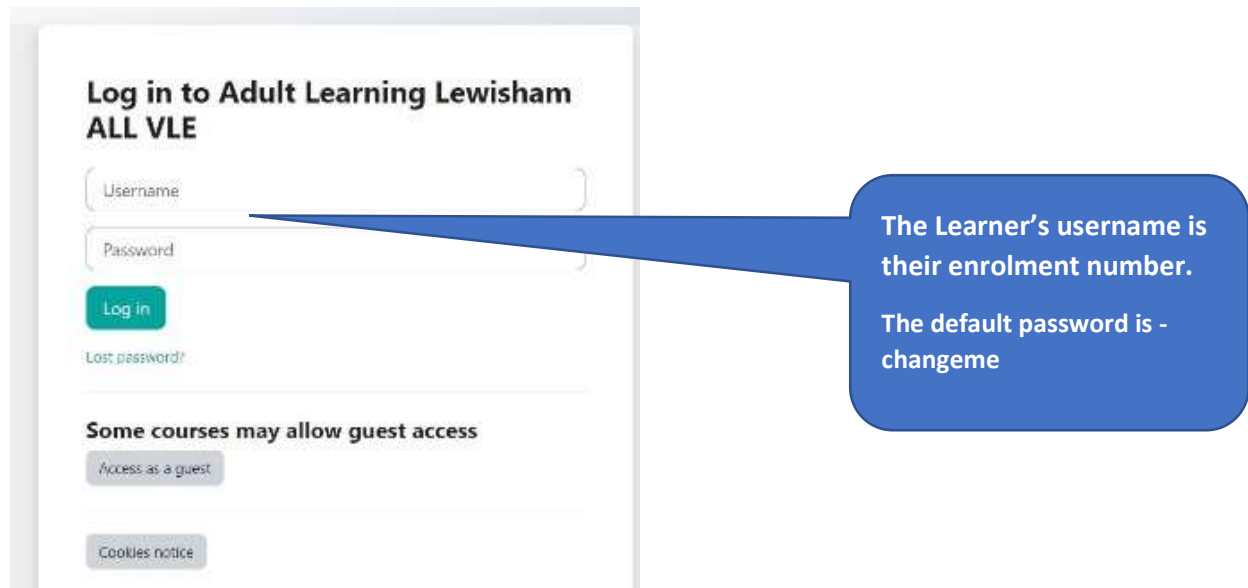 Log in to Adult Learning Lewisham
ALL VLE
Username
Password
Log in
Lost password?
Some courses may allow guest access
Access as a guest
Cookies notice
The Learner’s username is
their enrolment number.
The default password is -
changeme